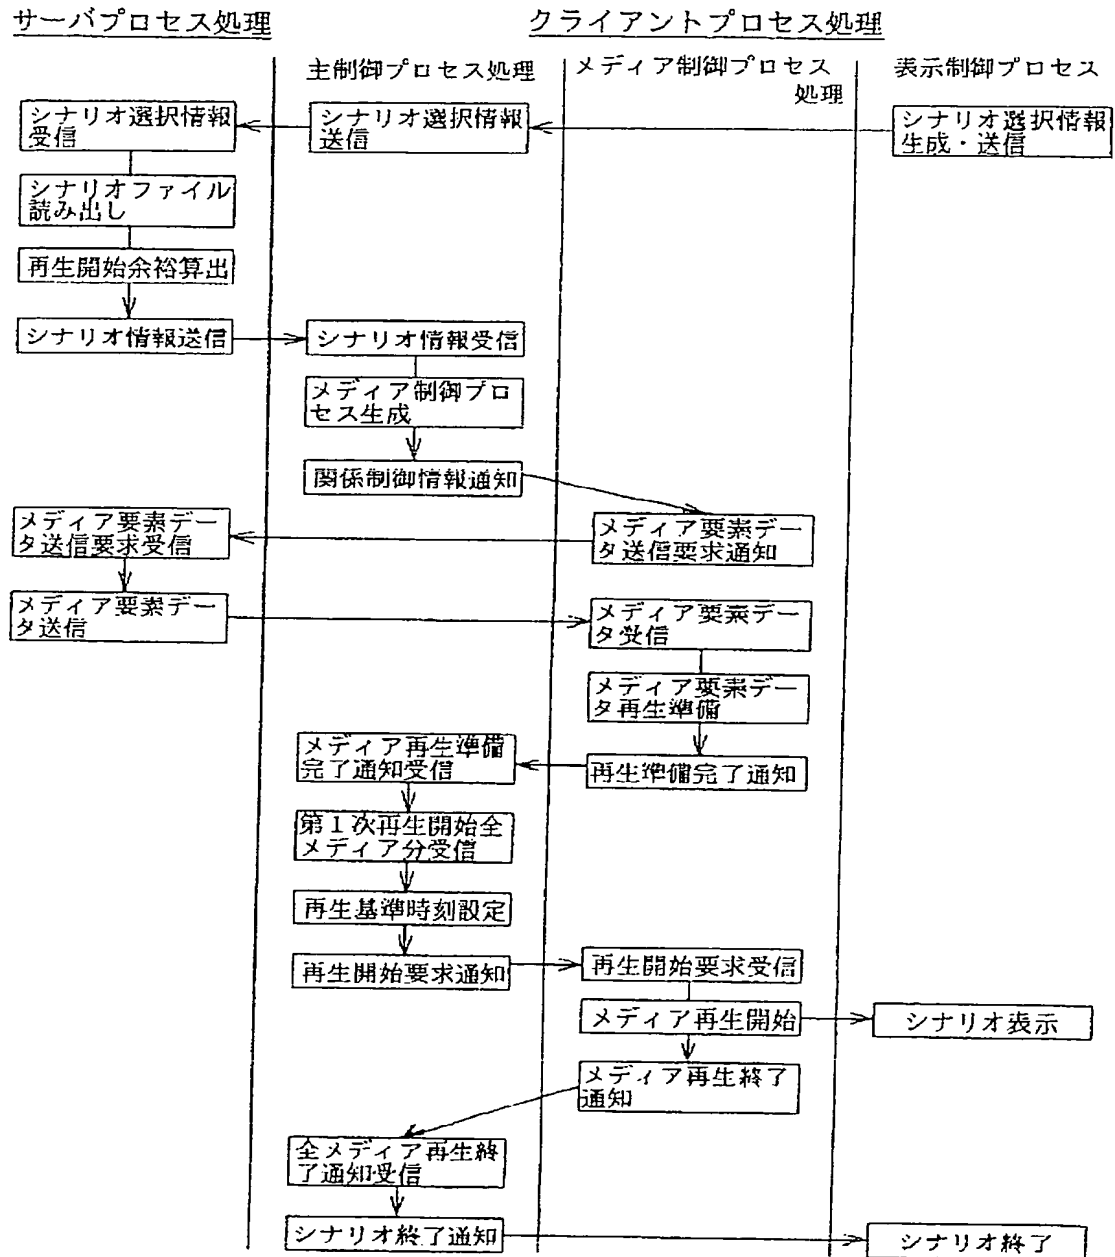 サーバプロセス処理
クライアントプロセス処理
主制御プロセス処理
メディア制御プロセス
処理
表示制御プロセス
シナリオ選択情報
受信
シナリオ選択情報
送信
シナリオ選択情報
生成・送信
シナリオファイル
読み出し
再生開始余裕算出
シナリオ情報送信
シナリオ情報受信
メディア制御プロ
セス生成
関係制御情報通知
メディア要素デー
タ送信要求受信
メディア要素デー
タ送信要求通知
メディア要素デー
タ送信
メディア要素デー
タ受信
メディア要素デー
タ再生準備
メディア再生準備
完了通知受信
再生準備完了通知
第1次再生開始全
メディア分受信
再生基準時刻設定
再生開始要求通知
再生開始要求受信
メディア再生開始
シナリオ表示
メディア再生終了
通知
全メディア再生終
了通知受信
シナリオ終了通知
シナリオ終了